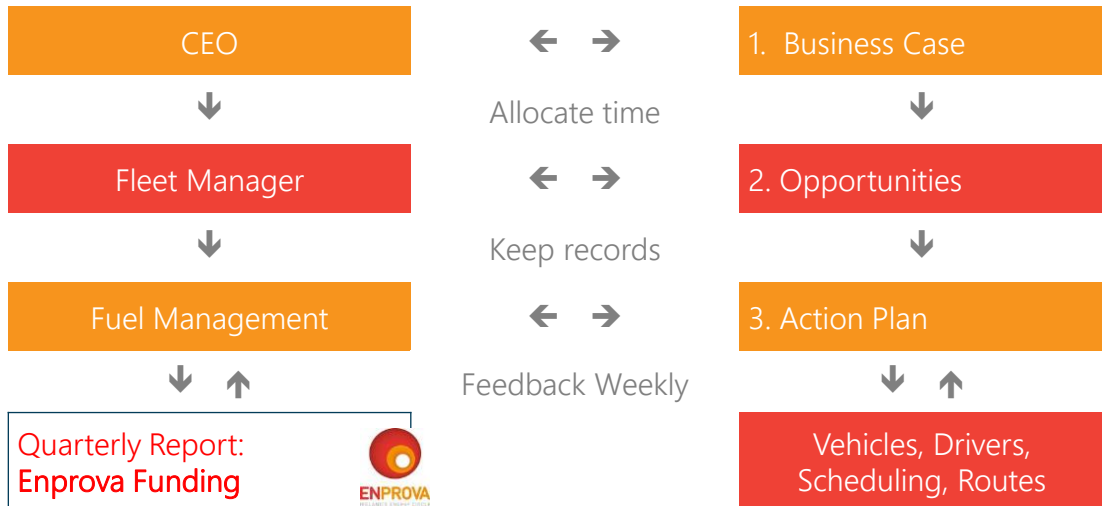 CEO
1. Business Case
Allocate time
Fleet Manager
2. Opportunities
Keep records
Fuel Management
3. Action Plan
Feedback Weekly
Quarterly Report:
Enprova Funding
ENPROVA
Vehicles, Drivers,
Scheduling, Routes